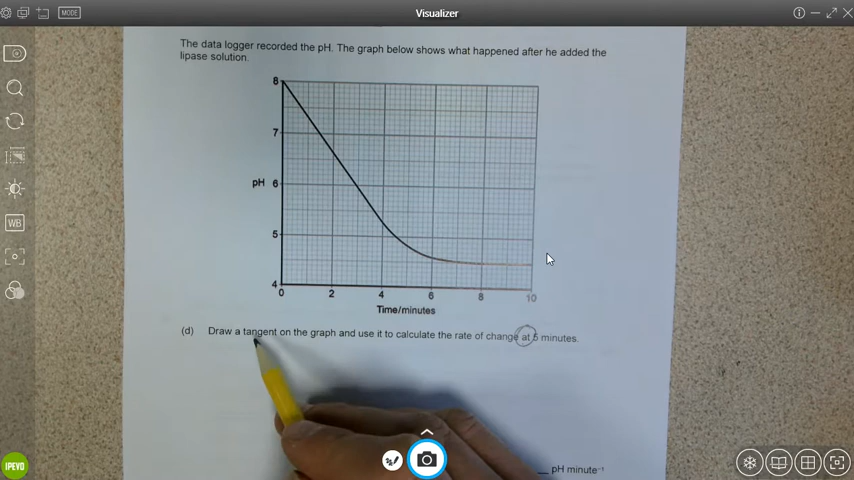 MODE
Visualizer
The data logger recorded the pH. The graph below shows what happened after he added the
lipase solution.
8
7
pH 6
5
4
0 2 4 6 8 10
Time/minutes
(d) Draw a tangent on the graph and use it to calculate the rate of change at 5 minutes.
pH minute⁻¹
WB
IPEVO